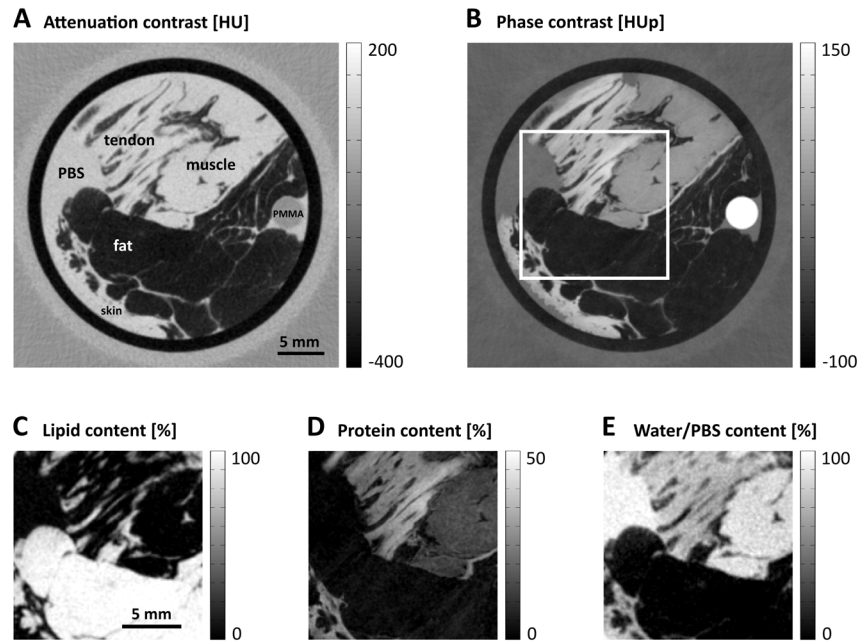 A Attenuation contrast [HU]
200
tendon
muscle
PBS
PMMA
fat
skin
5 mm
-400
B Phase contrast [HUp]
150
-100
C Lipid content [%]
100
5 mm
0
D Protein content [%]
50
0
E Water/PBS content [%]
100
0